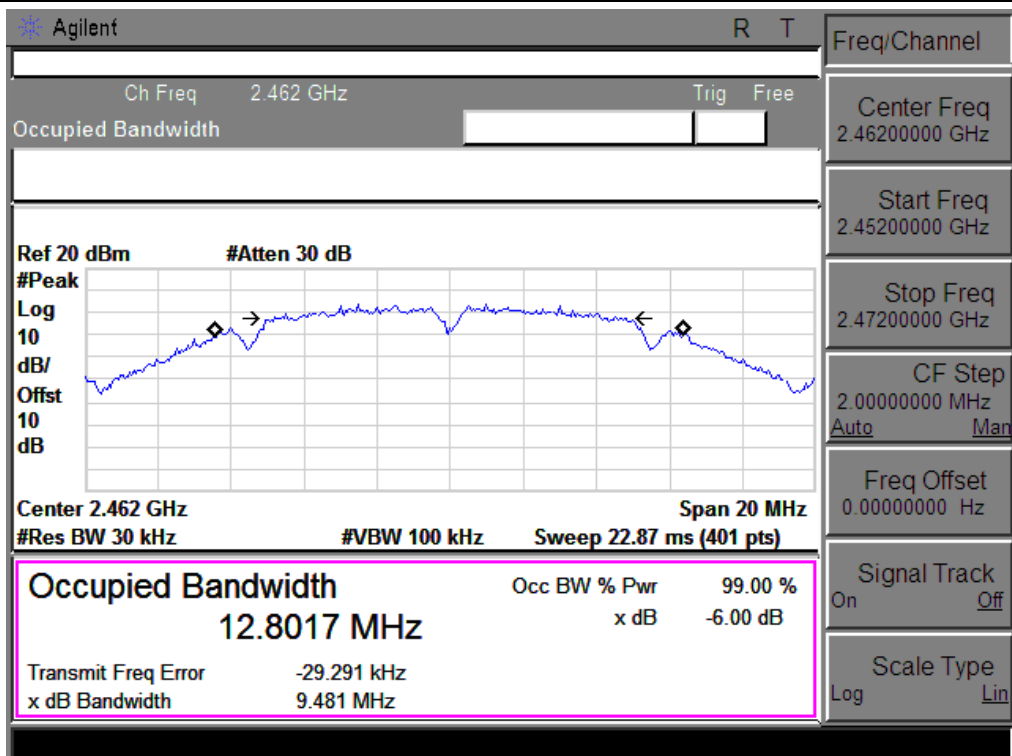 Agilent R T
Ch Freq 2.462 GHz Trig Free
Occupied Bandwidth
Ref 20 dBm #Atten 30 dB
#Peak
Log
10
dB/
Offst
10
dB
Center 2.462 GHz Span 20 MHz
#Res BW 30 kHz #VBW 100 kHz Sweep 22.87 ms (401 pts)
Occupied Bandwidth Occ BW % Pwr 99.00 %
12.8017 MHz x dB -6.00 dB
Transmit Freq Error -29.291 kHz
x dB Bandwidth 9.481 MHz
Freq/Channel
Center Freq
2.46200000 GHz
Start Freq
2.45200000 GHz
Stop Freq
2.47200000 GHz
CF Step
2.00000000 MHz
Auto Man
Freq Offset
0.00000000 Hz
Signal Track
On Off
Scale Type
Log Lin